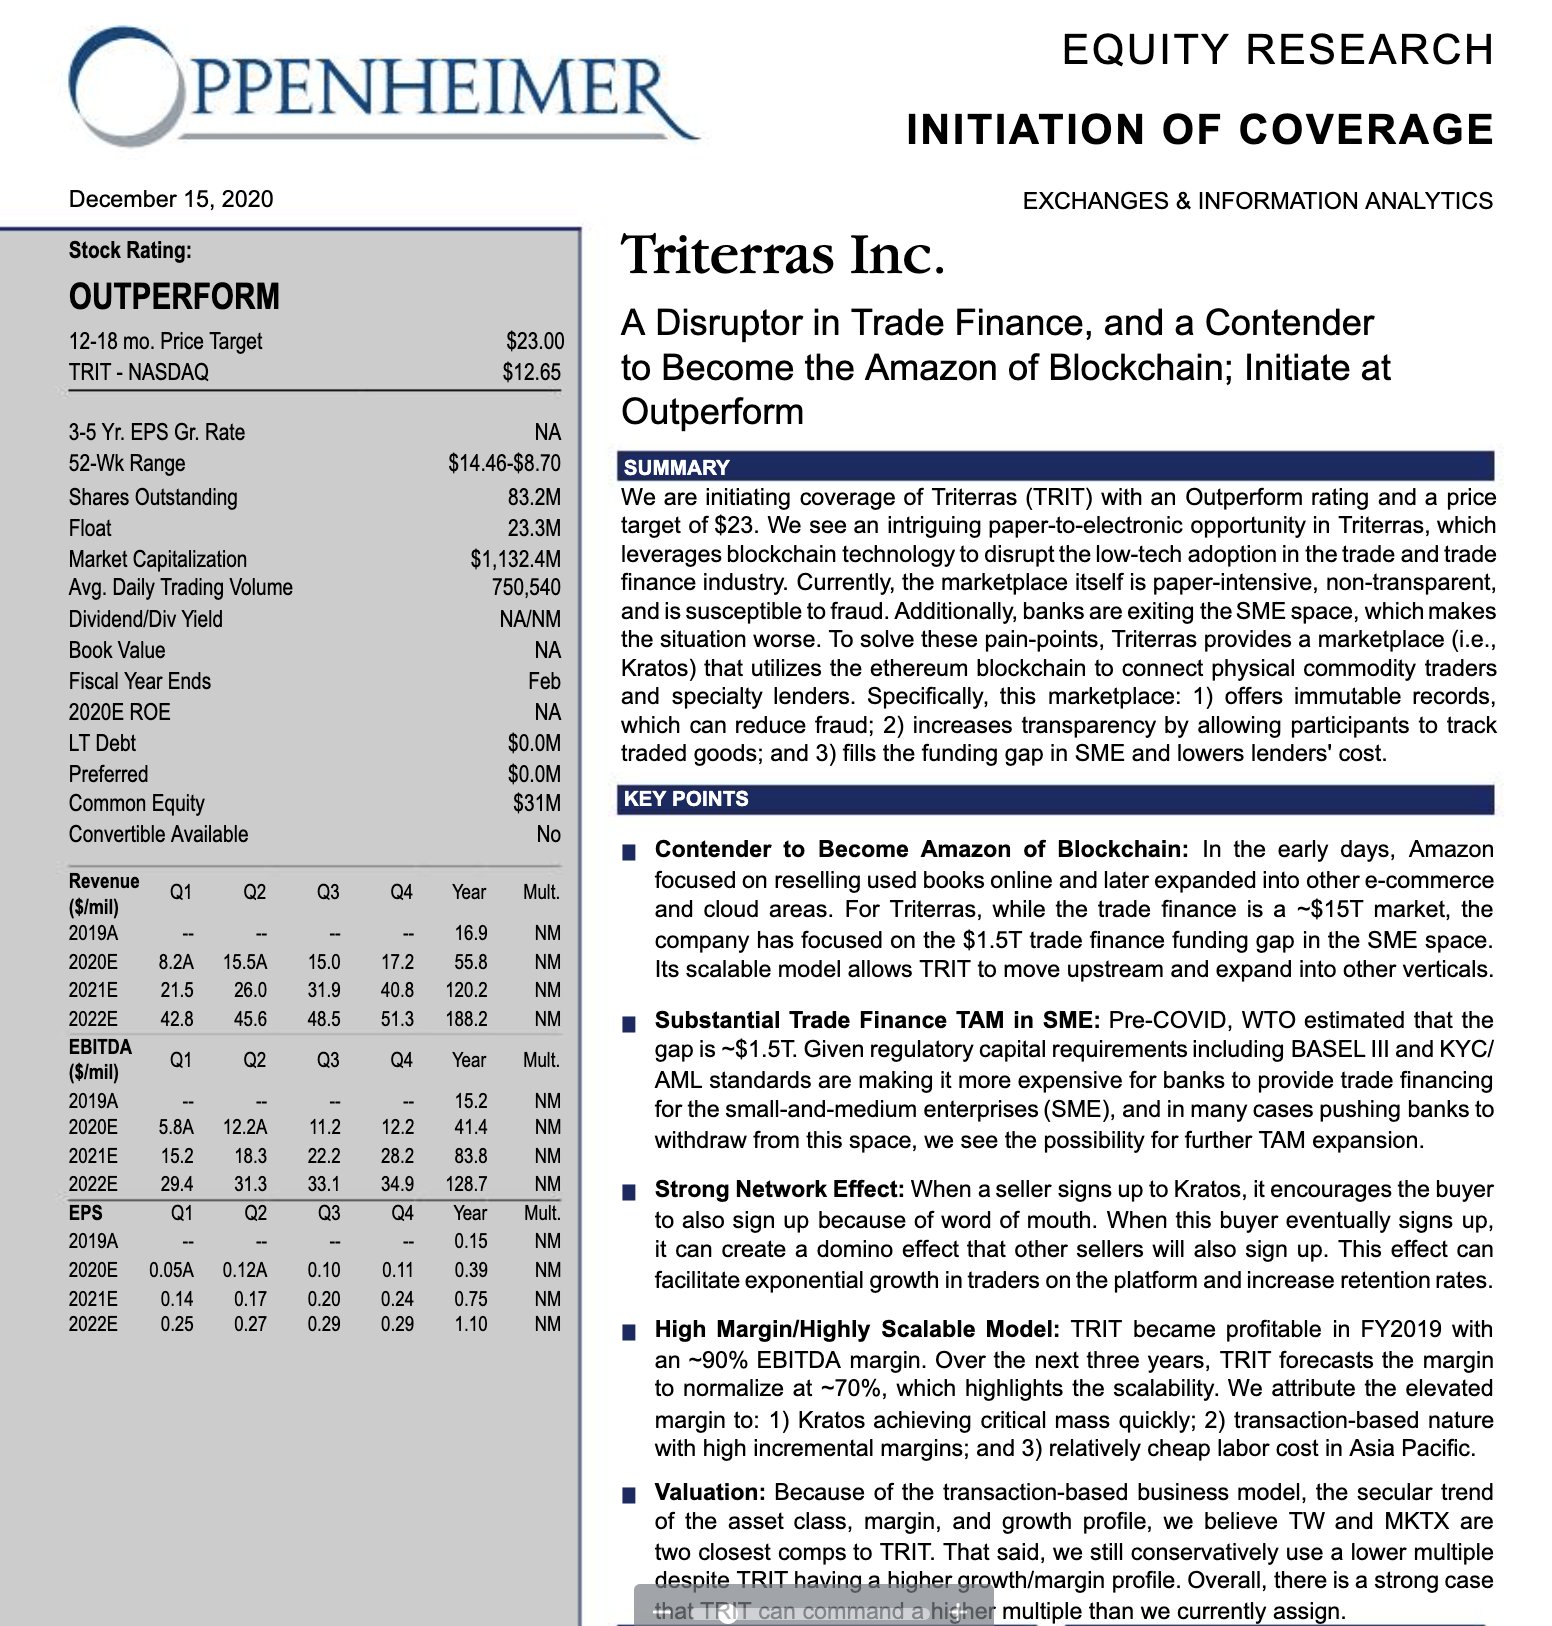 OPPENHEIMER
EQUITY RESEARCH
INITIATION OF COVERAGE
December 15, 2020
EXCHANGES & INFORMATION ANALYTICS
Stock Rating:
OUTPERFORM
12-18 mo. Price Target $23.00
TRIT - NASDAQ $12.65
3-5 Yr. EPS Gr. Rate NA
52-Wk Range $14.46-$8.70
Shares Outstanding 83.2M
Float 23.3M
Market Capitalization $1,132.4M
Avg. Daily Trading Volume 750,540
Dividend/Div Yield NA/NM
Book Value NA
Fiscal Year Ends Feb
2020E ROE NA
LT Debt $0.0M
Preferred $0.0M
Common Equity $31M
Convertible Available No
Revenue
($/mil) Q1 Q2 Q3 Q4 Year Mult.
2019A -- -- -- -- 16.9 NM
2020E 8.2A 15.5A 15.0 17.2 55.8 NM
2021E 21.5 26.0 31.9 40.8 120.2 NM
2022E 42.8 45.6 48.5 51.3 188.2 NM
EBITDA
($/mil) Q1 Q2 Q3 Q4 Year Mult.
2019A -- -- -- -- 15.2 NM
2020E 5.8A 12.2A 11.2 12.2 41.4 NM
2021E 15.2 18.3 22.2 28.2 83.8 NM
2022E 29.4 31.3 33.1 34.9 128.7 NM
EPS Q1 Q2 Q3 Q4 Year Mult.
2019A -- -- -- -- 0.15 NM
2020E 0.05A 0.12A 0.10 0.11 0.39 NM
2021E 0.14 0.17 0.20 0.24 0.75 NM
2022E 0.25 0.27 0.29 0.29 1.10 NM
Triterras Inc.
A Disruptor in Trade Finance, and a Contender
to Become the Amazon of Blockchain; Initiate at
Outperform
SUMMARY
We are initiating coverage of Triterras (TRIT) with an Outperform rating and a price
target of $23. We see an intriguing paper-to-electronic opportunity in Triterras, which
leverages blockchain technology to disrupt the low-tech adoption in the trade and trade
finance industry. Currently, the marketplace itself is paper-intensive, non-transparent,
and is susceptible to fraud. Additionally, banks are exiting the SME space, which makes
the situation worse. To solve these pain-points, Triterras provides a marketplace (i.e.,
Kratos) that utilizes the ethereum blockchain to connect physical commodity traders
and specialty lenders. Specifically, this marketplace: 1) offers immutable records,
which can reduce fraud; 2) increases transparency by allowing participants to track
traded goods; and 3) fills the funding gap in SME and lowers lenders' cost.
KEY POINTS
Contender to Become Amazon of Blockchain: In the early days, Amazon
focused on reselling used books online and later expanded into other e-commerce
and cloud areas. For Triterras, while the trade finance is a ~$15T market, the
company has focused on the $1.5T trade finance funding gap in the SME space.
Its scalable model allows TRIT to move upstream and expand into other verticals.
Substantial Trade Finance TAM in SME: Pre-COVID, WTO estimated that the
gap is ~$1.5T. Given regulatory capital requirements including BASEL III and KYC/
AML standards are making it more expensive for banks to provide trade financing
for the small-and-medium enterprises (SME), and in many cases pushing banks to
withdraw from this space, we see the possibility for further TAM expansion.
Strong Network Effect: When a seller signs up to Kratos, it encourages the buyer
to also sign up because of word of mouth. When this buyer eventually signs up,
it can create a domino effect that other sellers will also sign up. This effect can
facilitate exponential growth in traders on the platform and increase retention rates.
High Margin/Highly Scalable Model: TRIT became profitable in FY2019 with
an ~90% EBITDA margin. Over the next three years, TRIT forecasts the margin
to normalize at ~70%, which highlights the scalability. We attribute the elevated
margin to: 1) Kratos achieving critical mass quickly; 2) transaction-based nature
with high incremental margins; and 3) relatively cheap labor cost in Asia Pacific.
Valuation: Because of the transaction-based business model, the secular trend
of the asset class, margin, and growth profile, we believe TW and MKTX are
two closest comps to TRIT. That said, we still conservatively use a lower multiple
despite TRIT having a higher growth/margin profile. Overall, there is a strong case
that TRIT can command a higher multiple than we currently assign.